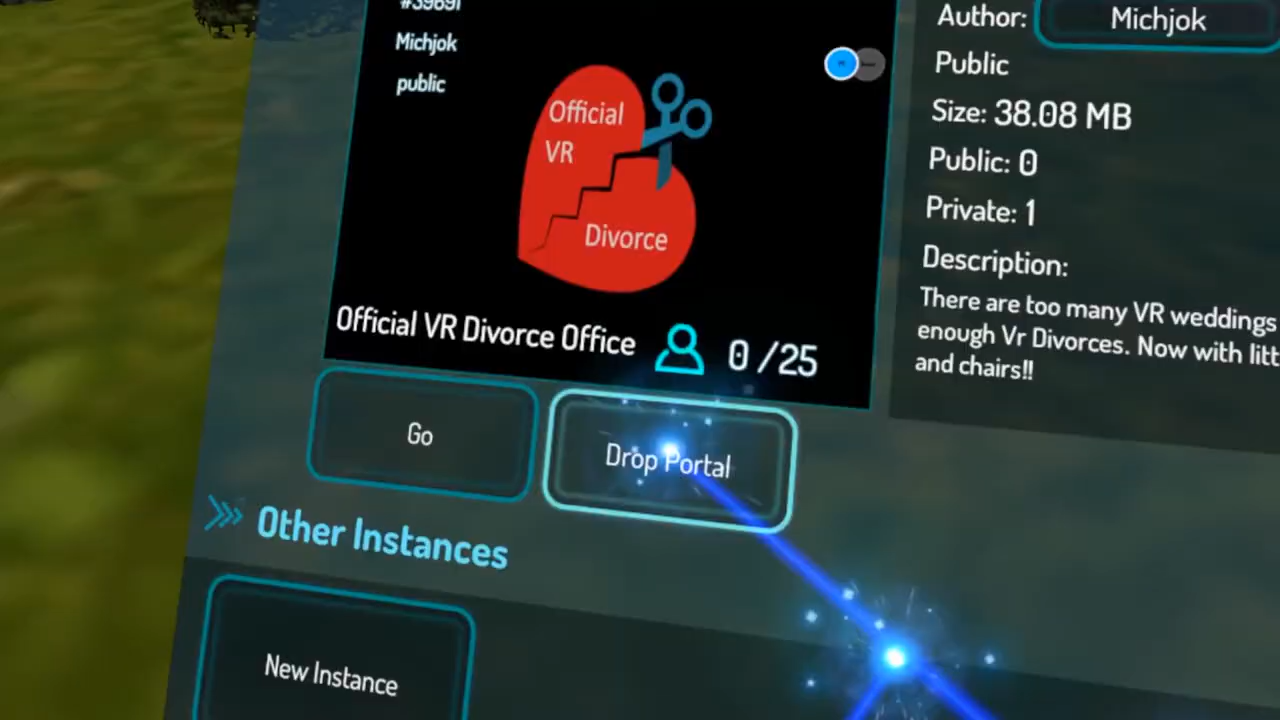 #39691
Michjok
public
Official
VR
Divorce
Official VR Divorce Office
0 /25
Go
Drop Portal
Other Instances
New Instance
Author: Michjok
Public
Size: 38.08 MB
Public: 0
Private: 1
Description:
There are too many VR weddings
enough Vr Divorces. Now with
and chairs!!